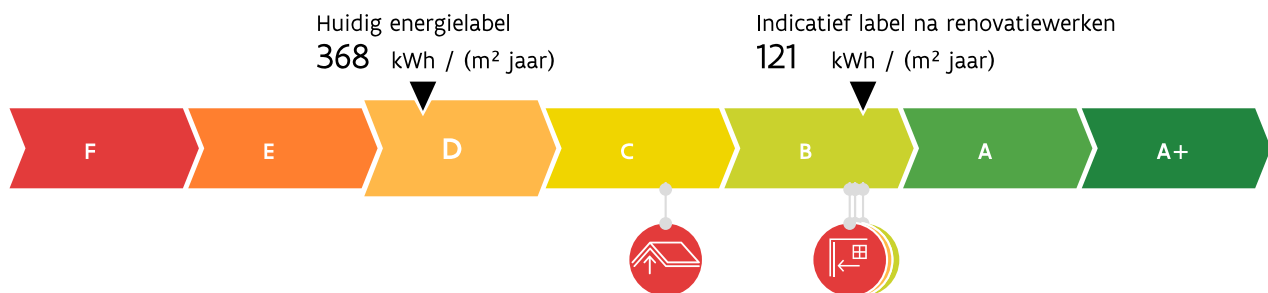 Huidig energielabel
368 kWh / (m² jaar)
Indicatief label na renovatiewerken
121 kWh / (m² jaar)
F E D C B A A+